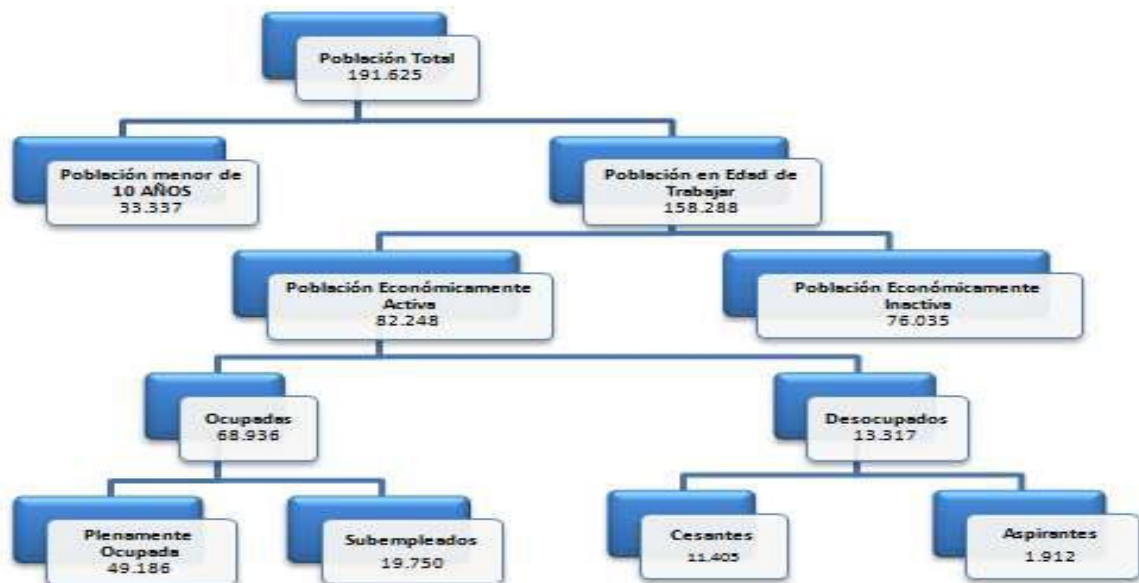 Población Total
191.625
Población menor de
10 AÑOS
33.337
Población en Edad de
Trabajar
158.288
Población Económicamente
Activa
82.248
Población Económicamente
Inactiva
76.035
Ocupadas
68.936
Desocupados
13.317
Plenamente
Ocupada
49.186
Subempleados
19.750
Cesantes
11.405
Aspirantes
1.912